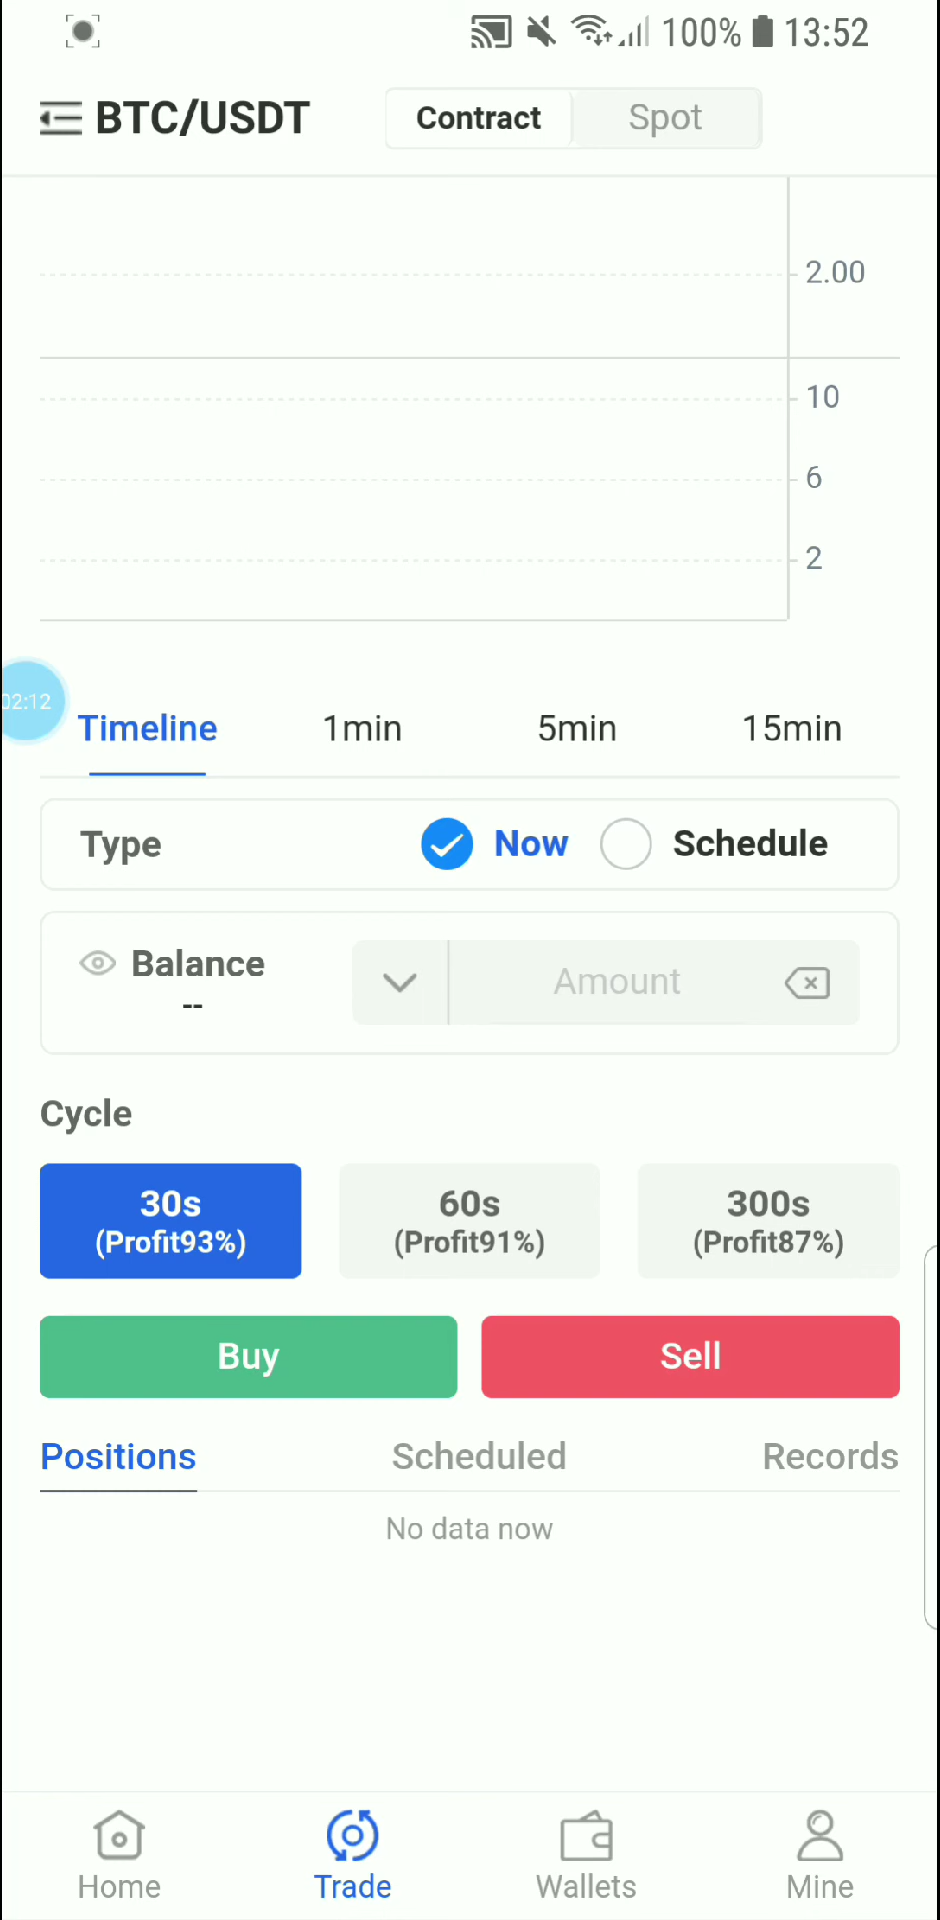 100% 13:52
BTC/USDT Contract Spot
2.00
10
6
2
02:12
Timeline 1min 5min 15min
Type Now Schedule
Balance
--
Amount
Cycle
30s 60s 300s
(Profit93%) (Profit91%) (Profit87%)
Buy Sell
Positions Scheduled Records
No data now
Home Trade Wallets Mine